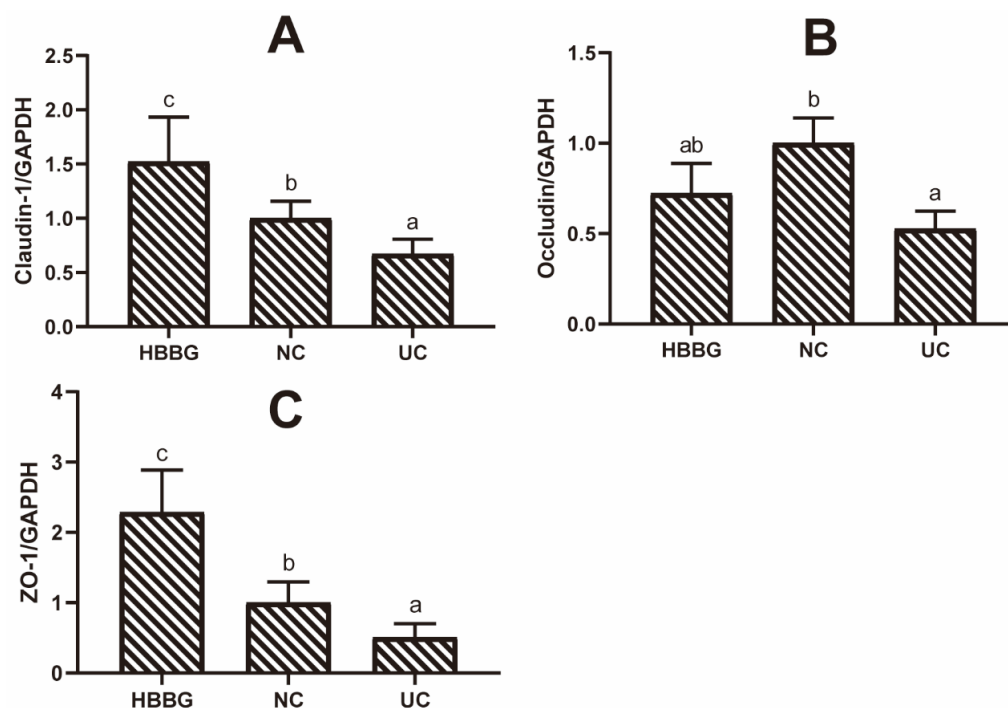 A
Claudin-1/GAPDH
2.5
2.0
1.5
1.0
0.5
0.0
c
b
a
HBBG
NC
UC
B
Occludin/GAPDH
1.5
1.0
0.5
0.0
ab
b
a
HBBG
NC
UC
C
ZO-1/GAPDH
4
3
2
1
0
c
b
a
HBBG
NC
UC